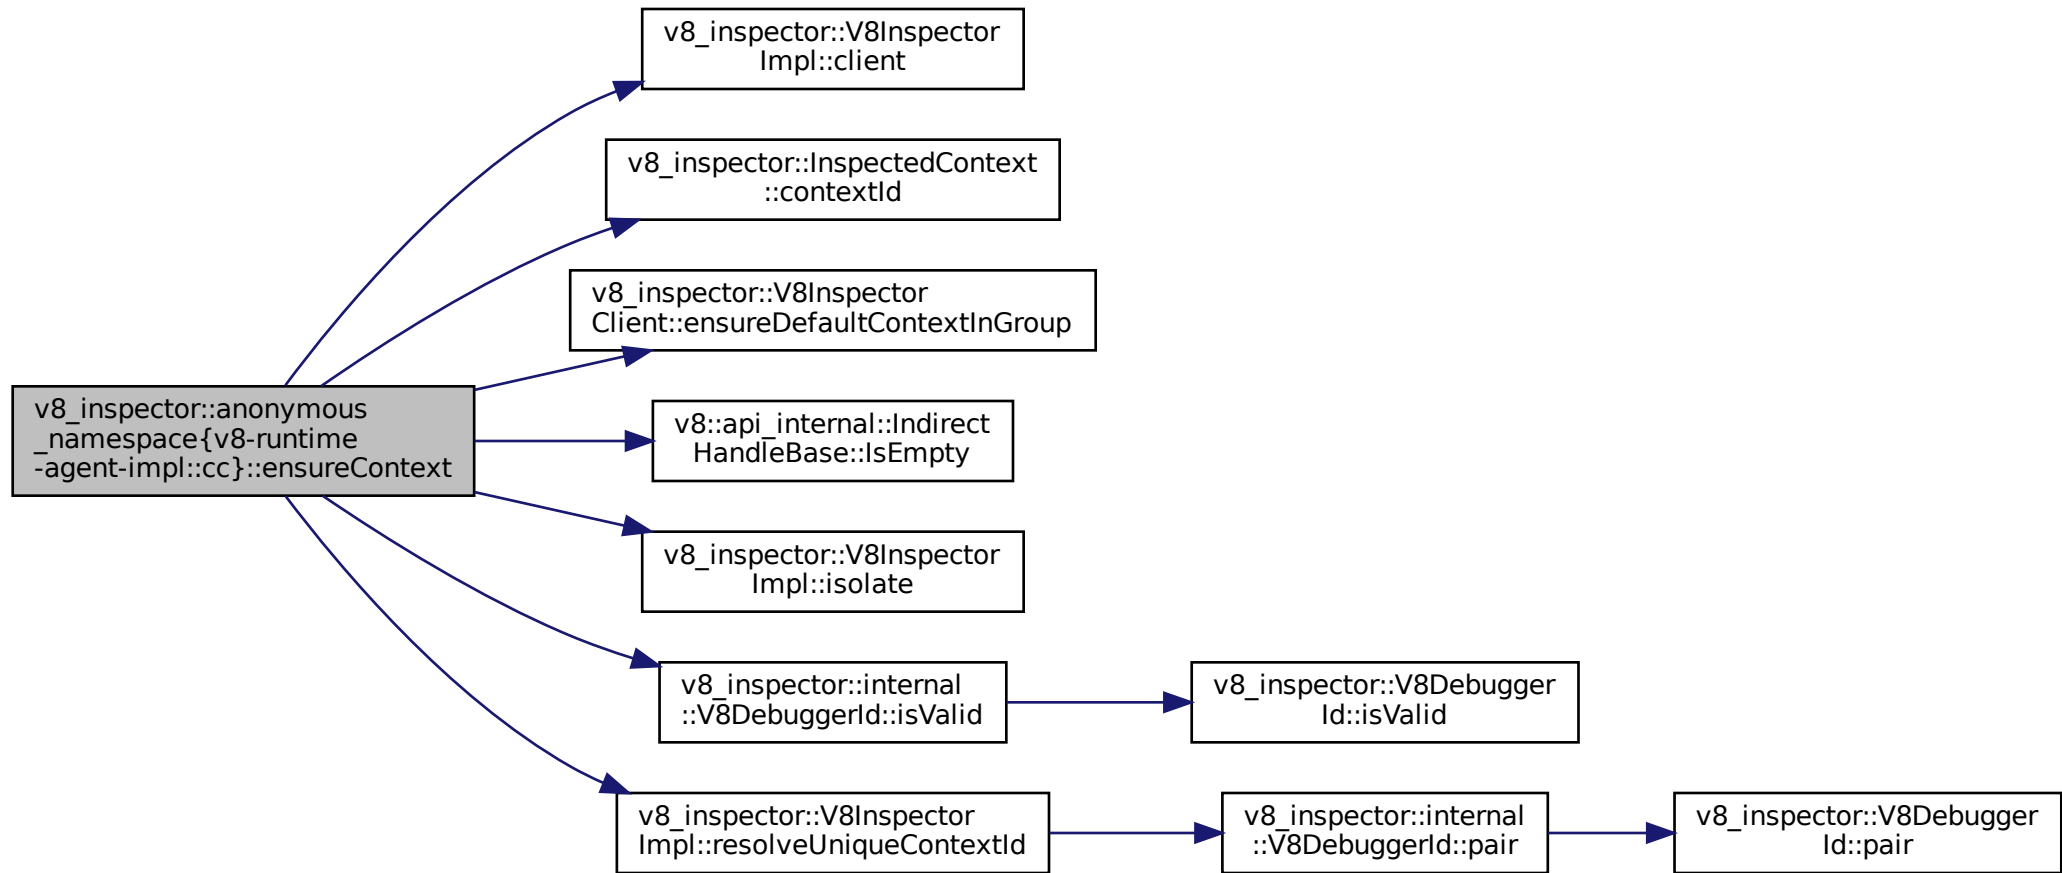 v8_inspector::V8Inspector
Impl::client
v8_inspector::InspectedContext
::contextId
v8_inspector::V8Inspector
Client::ensureDefaultContextInGroup
v8_inspector::anonymous
_namespace{v8-runtime
-agent-impl::cc}::ensureContext
v8::api_internal::Indirect
HandleBase::IsEmpty
v8_inspector::V8Inspector
Impl::isolate
v8_inspector::internal
::V8DebuggerId::isValid
v8_inspector::V8Debugger
Id::isValid
v8_inspector::V8Inspector
Impl::resolveUniqueContextId
v8_inspector::internal
::V8DebuggerId::pair
v8_inspector::V8Debugger
Id::pair